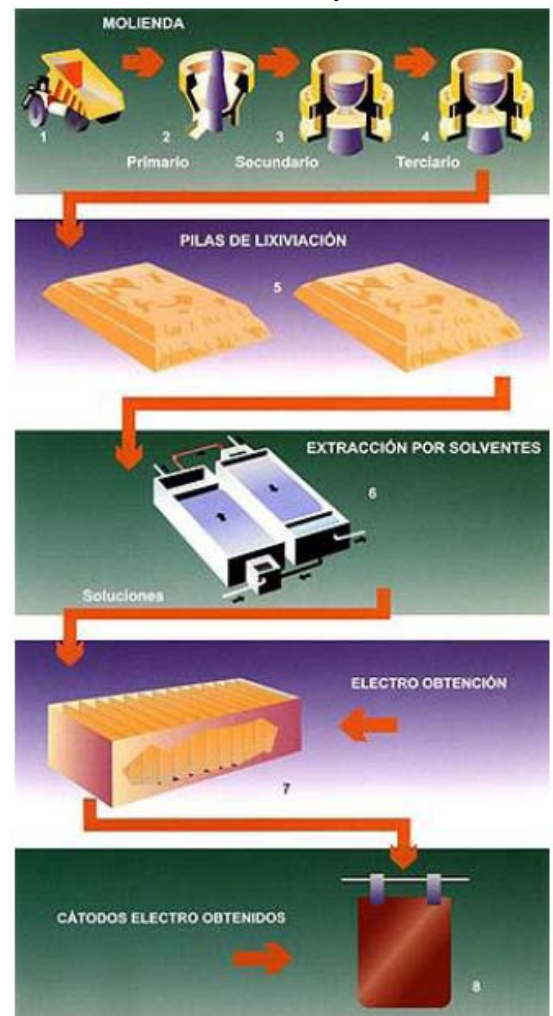 MOLIENDA
1
2
3
4
Primario
Secundario
Terciario
PILAS DE LIXIVIACIÓN
5
EXTRACCIÓN POR SOLVENTES
6
Soluciones
ELECTRO OBTENCIÓN
7
CÁTODOS ELECTRO OBTENIDOS
8